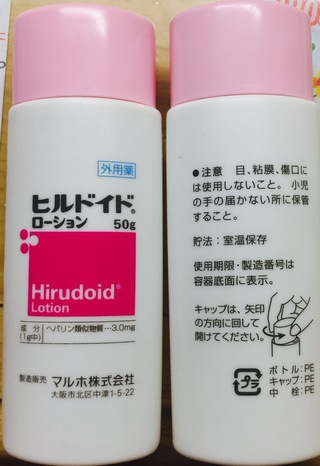 外用薬
ヒルドイド®
ローション 50g
Hirudoid®
Lotion
成分 ヘパリン類似物質…3.0mg
(1g中)
製造販売 マルホ株式会社
大阪市北区中津1-5-22
●注意 目、粘膜、傷口に
は使用しないこと。小児
の手の届かない所に保管
すること。
貯法:室温保存
使用期限・製造番号は
容器底面に表示。
キャップは、矢印
の方向に回して
開けてください。
プラ
ボトル:PE
キャップ:PE
中栓:PE